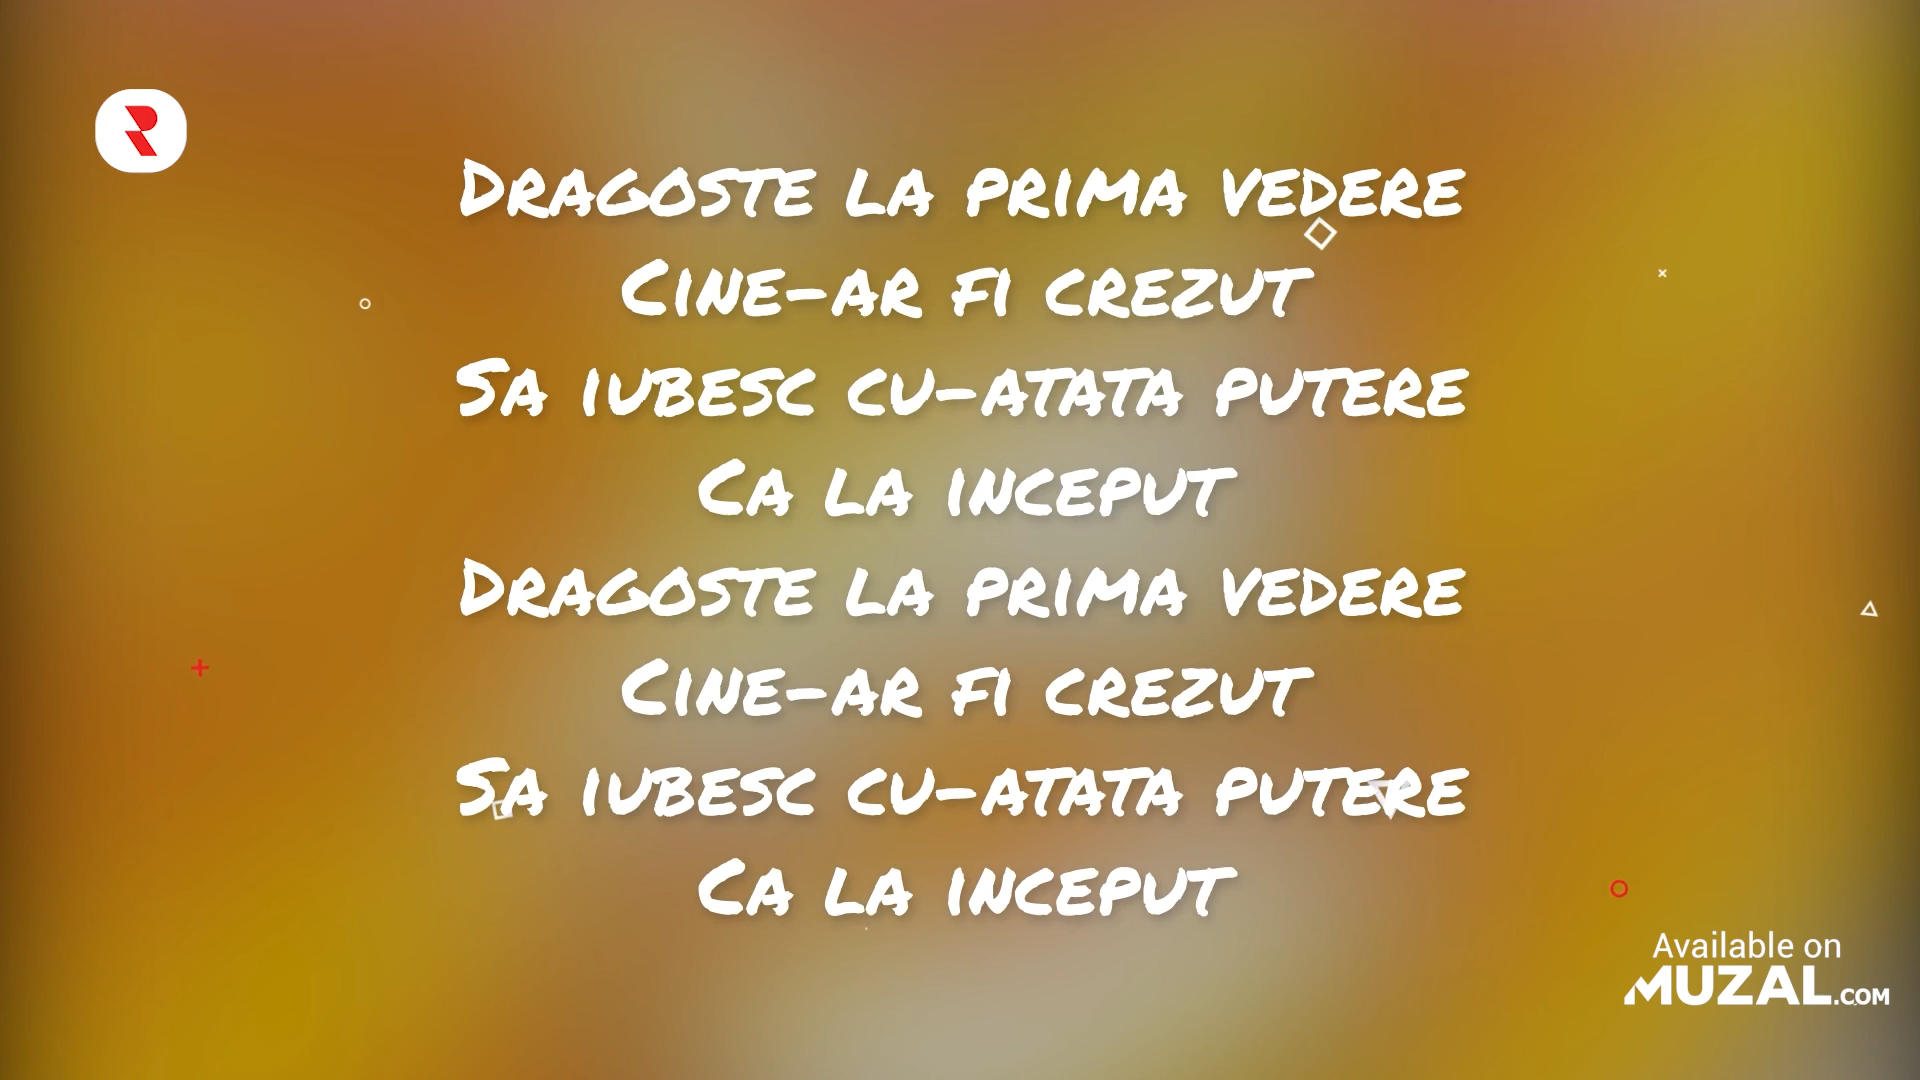 Dragoste la prima vedere
Cine-ar fi crezut
Sa iubesc cu-atata putere
Ca la inceput
Dragoste la prima vedere
Cine-ar fi crezut
Sa iubesc cu-atata putere
Ca la inceput
Available on
MUZAL.COM